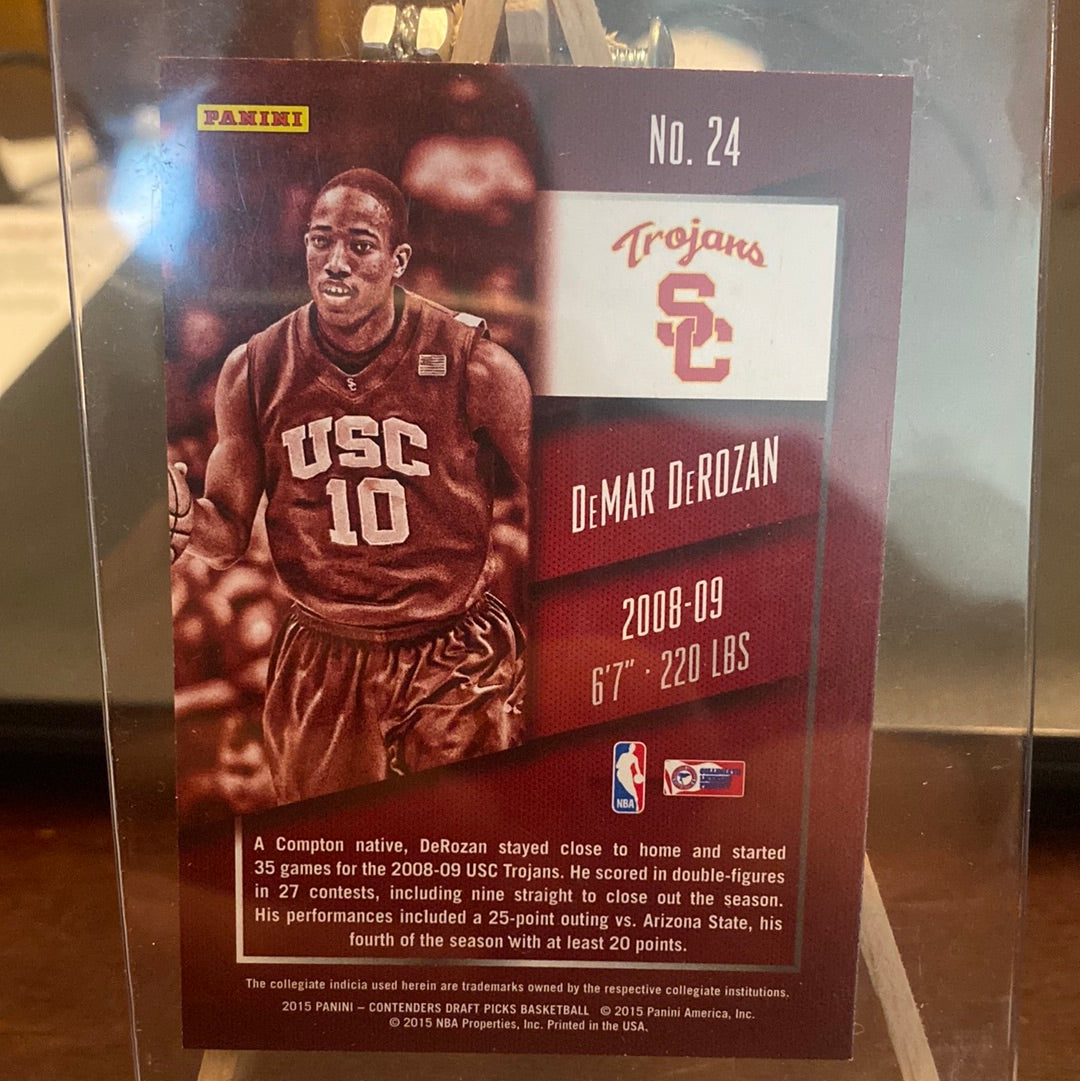 PANINI
No. 24
Trojans
SC
SC
USC
10
DeMAR DeROZAN
2008-09
6'7" · 220 LBS
NBA
A Compton native, DeRozan stayed close to home and started
35 games for the 2008-09 USC Trojans. He scored in double-figures
in 27 contests, including nine straight to close out the season.
His performances included a 25-point outing vs. Arizona State, his
fourth of the season with at least 20 points.
The collegiate indicia used herein are trademarks owned by the respective collegiate institutions.
2015 PANINI – CONTENDERS DRAFT PICKS BASKETBALL © 2015 Panini America, Inc.
© 2015 NBA Properties, Inc. Printed in the USA.